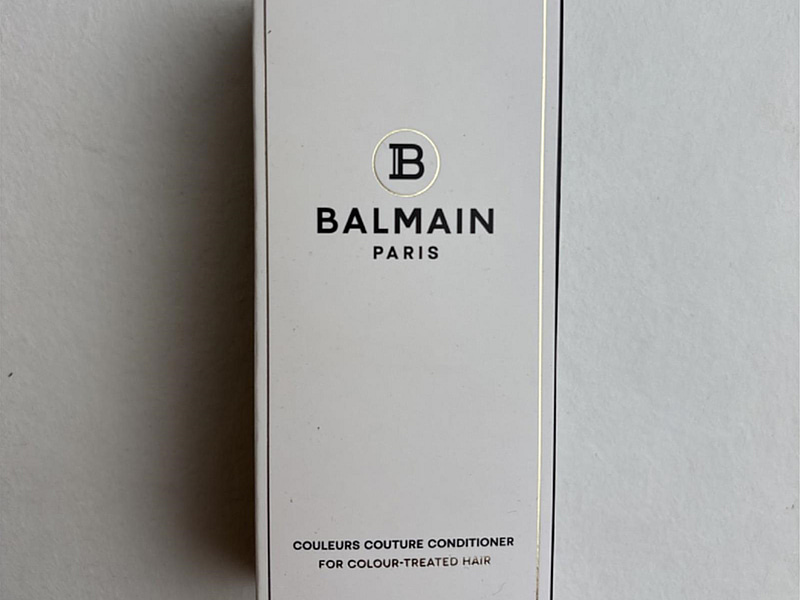 B
BALMAIN
PARIS
COULEURS COUTURE CONDITIONER
FOR COLOUR-TREATED HAIR